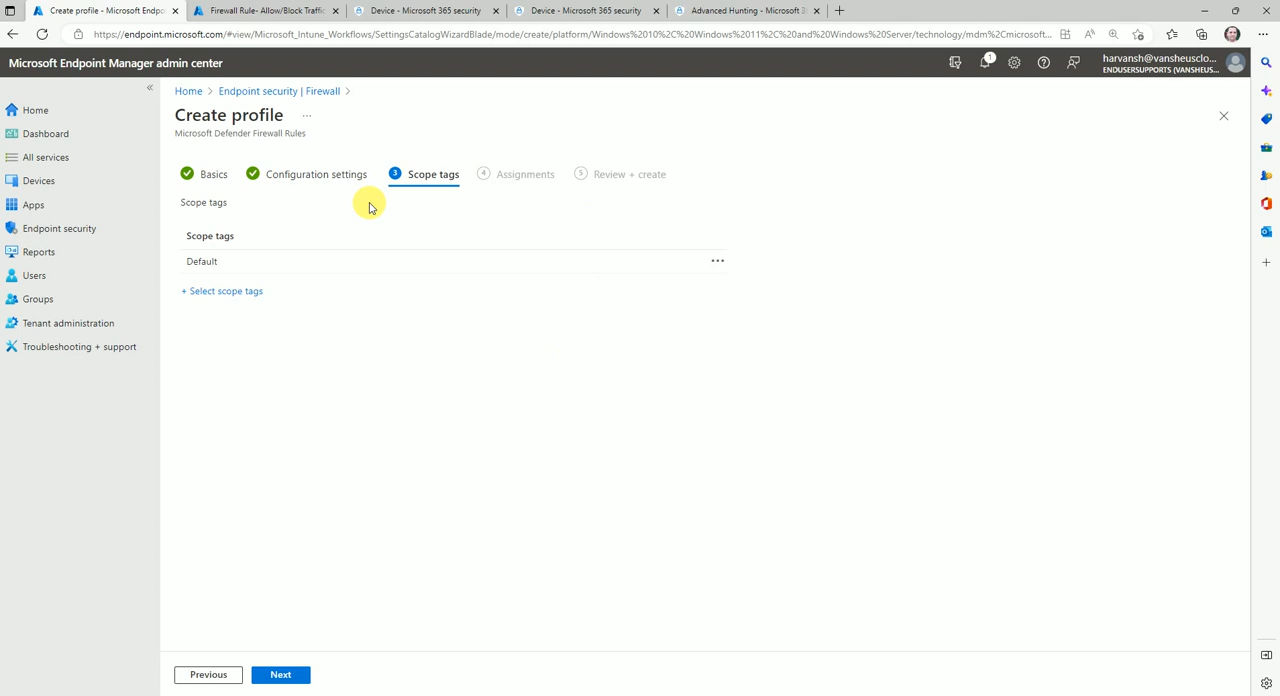 Create profile - Microsoft Endpo
Firewall Rule- Allow/Block Traffic
Device - Microsoft 365 security
Device - Microsoft 365 security
Advanced Hunting - Microsoft 3
https://endpoint.microsoft.com/#view/Microsoft_Intune_Workflows/SettingsCatalogWizardBlade/mode/create/platform/Windows%2010%2C%20Windows%2011%2C%20and%20Windows%20Server/technology/mdm%2Cmicrosoft...
Microsoft Endpoint Manager admin center
1
harvansh@vansheusclo...
ENDUSERSUPPORTS (VANSHEUS...
Home
Dashboard
All services
Devices
Apps
Endpoint security
Reports
Users
Groups
Tenant administration
Troubleshooting + support
Home > Endpoint security | Firewall >
Create profile ...
Microsoft Defender Firewall Rules
Basics
Configuration settings
3 Scope tags
4 Assignments
5 Review + create
Scope tags
Scope tags
Default
+ Select scope tags
Previous
Next